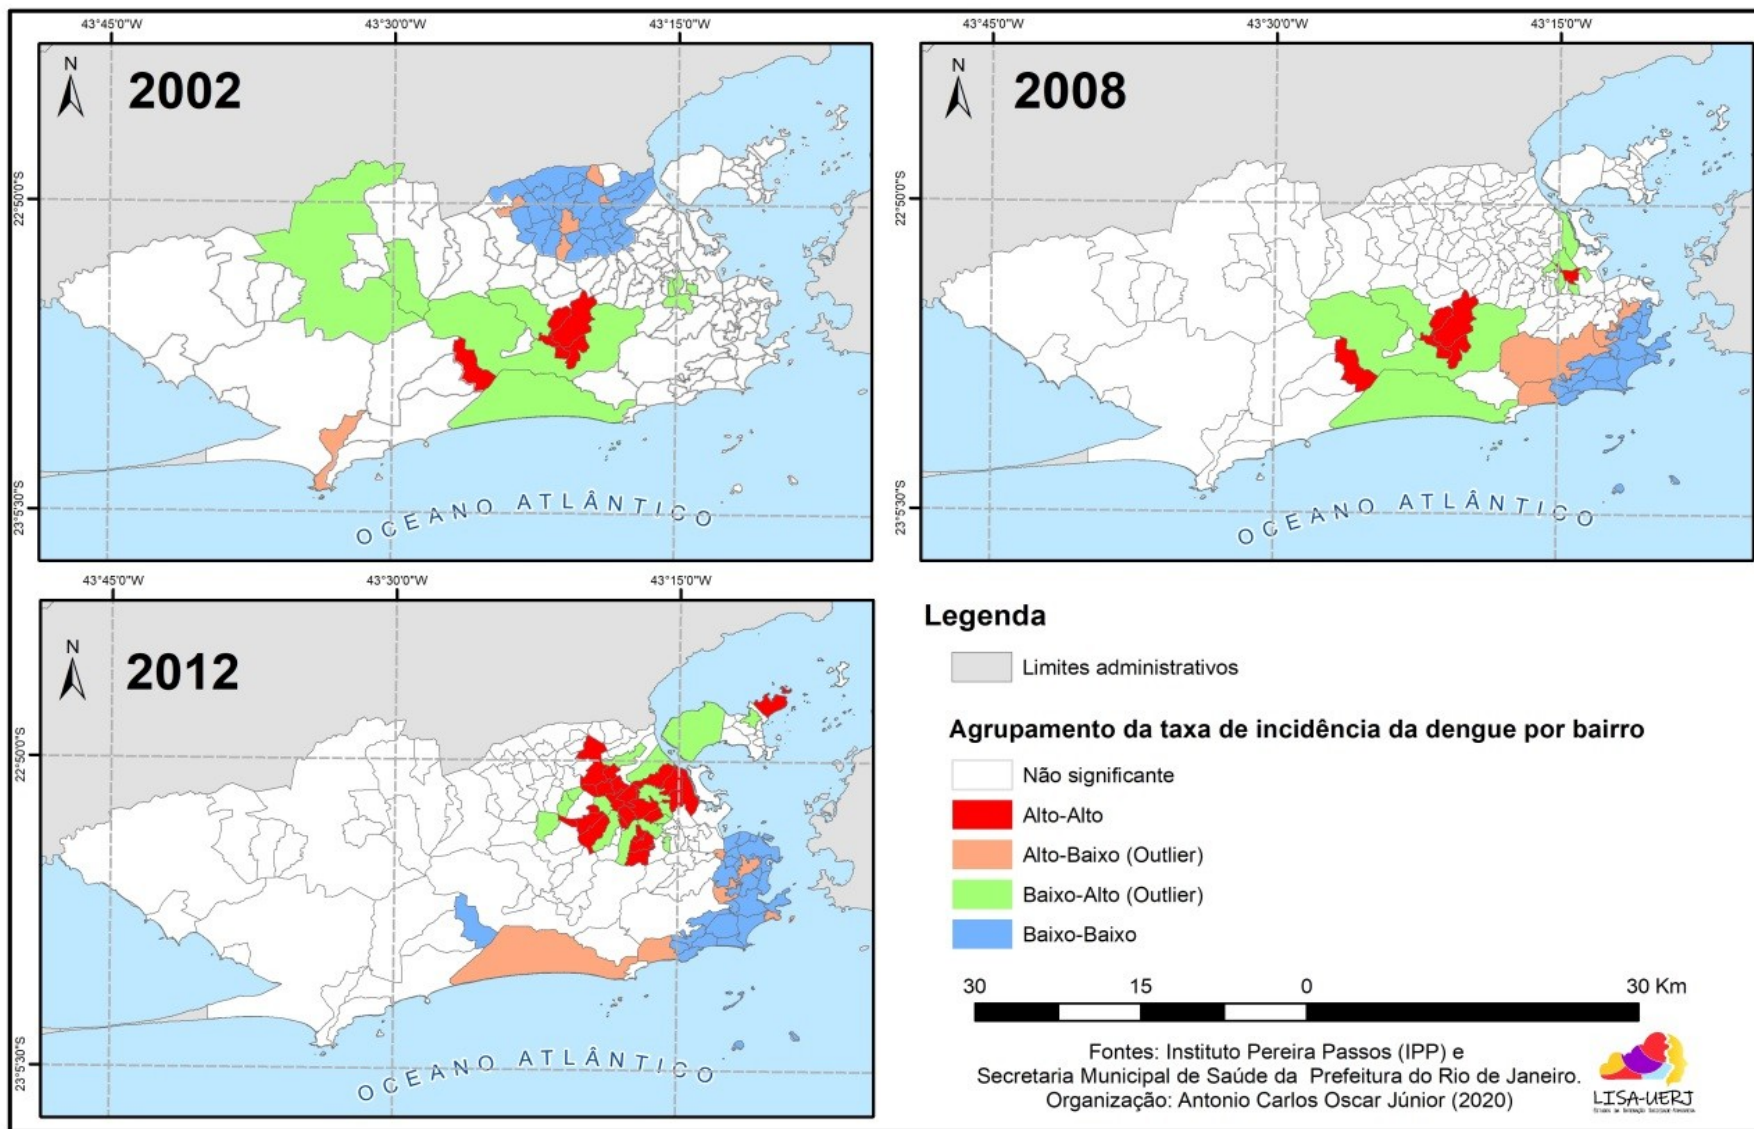 43°45'0"W
43°30'0"W
43°15'0"W
43°45'0"W
43°30'0"W
43°15'0"W
N
2002
22°50'0"S
23°5'30"S
OCEANO ATLÂNTICO
N
2008
22°50'0"S
23°5'30"S
OCEANO ATLÂNTICO
43°45'0"W
43°30'0"W
43°15'0"W
N
2012
22°50'0"S
23°5'30"S
OCEANO ATLÂNTICO
Legenda
Limites administrativos
Agrupamento da taxa de incidência da dengue por bairro
Não significante
Alto-Alto
Alto-Baixo (Outlier)
Baixo-Alto (Outlier)
Baixo-Baixo
30 15 0 30 Km
Fontes: Instituto Pereira Passos (IPP) e
Secretaria Municipal de Saúde da Prefeitura do Rio de Janeiro.
Organização: Antonio Carlos Oscar Júnior (2020)
LISA-UERJ